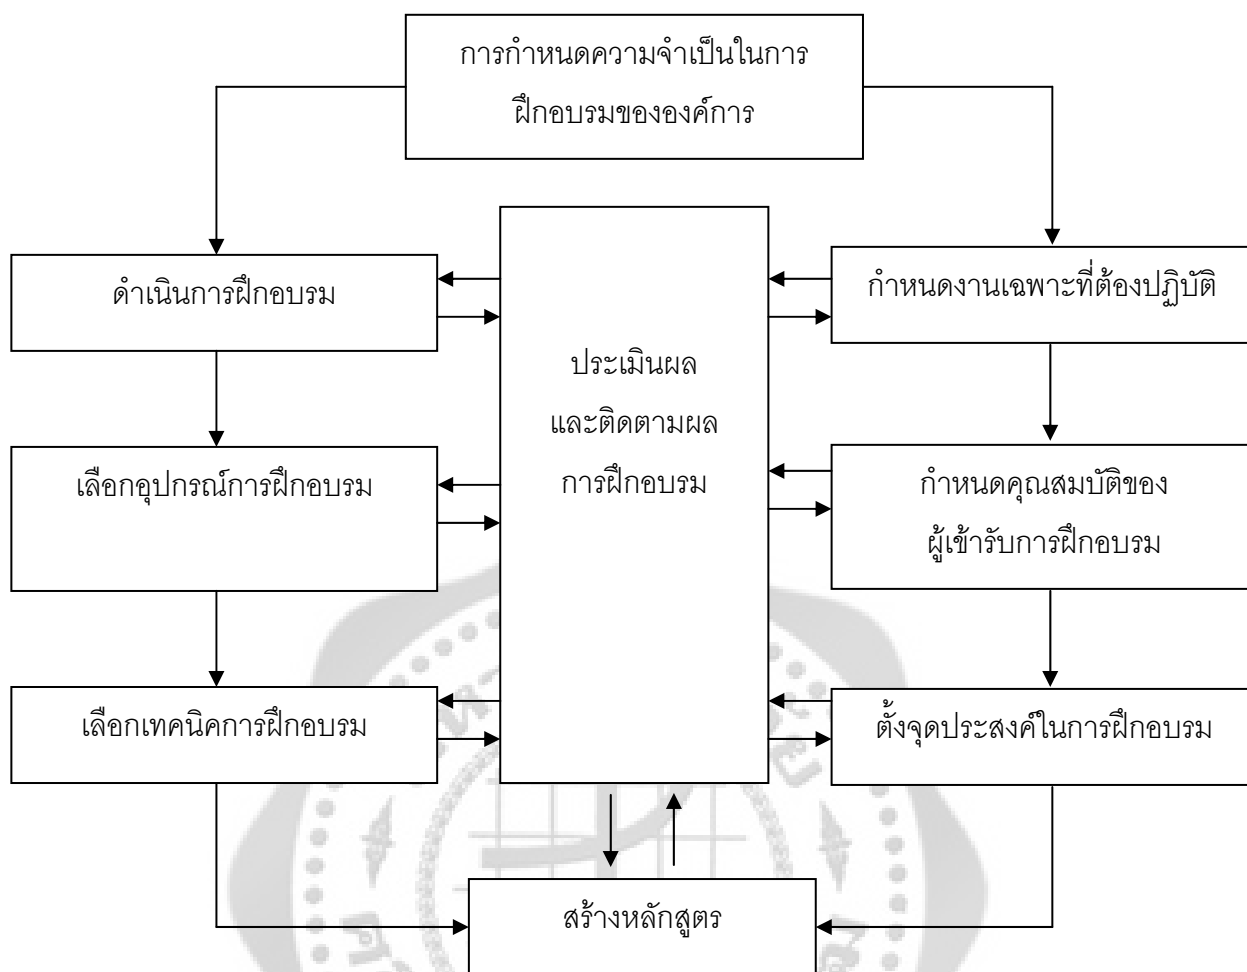 การกำหนดความจำเป็นในการ
ฝึกอบรมขององค์การ
ดำเนินการฝึกอบรม
กำหนดงานเฉพาะที่ต้องปฏิบัติ
ประเมินผล
และติดตามผล
การฝึกอบรม
เลือกอุปกรณ์การฝึกอบรม
กำหนดคุณสมบัติของ
ผู้เข้ารับการฝึกอบรม
เลือกเทคนิคการฝึกอบรม
ตั้งจุดประสงค์ในการฝึกอบรม
สร้างหลักสูตร